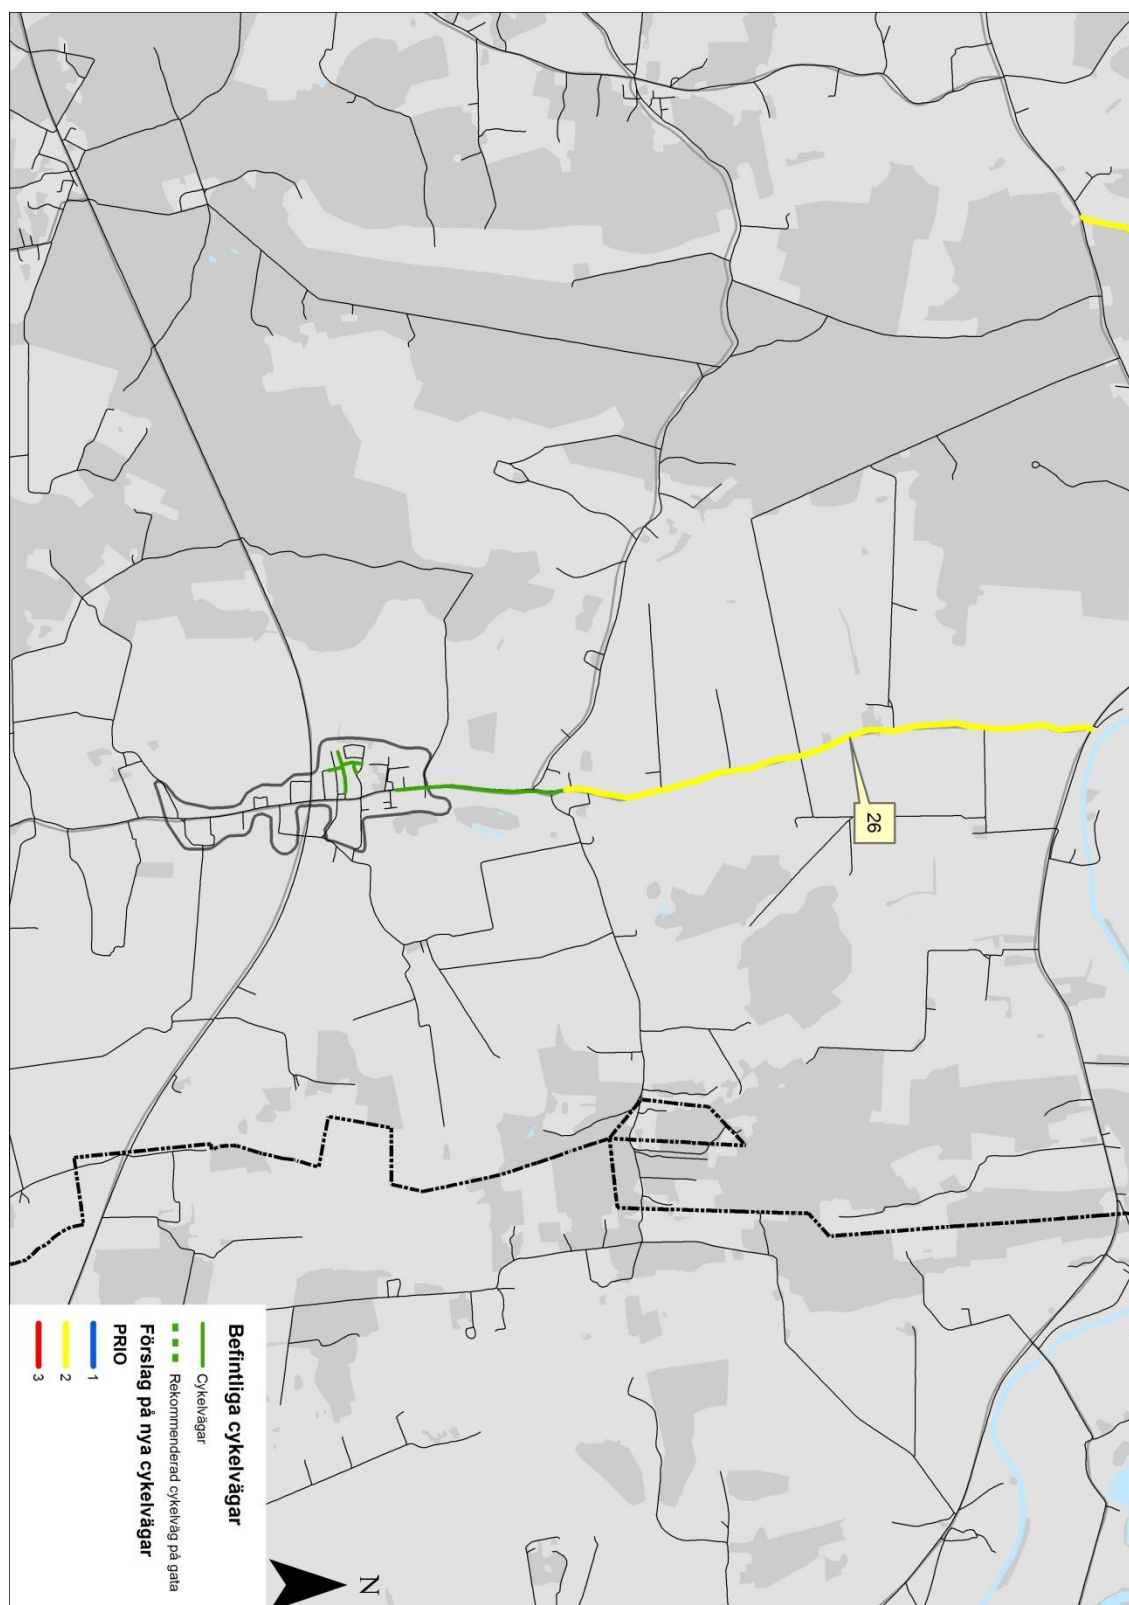 26
N
Befintliga cykelvägar
Cykelvägar
Rekommenderad cykelväg på gata
Förslag på nya cykelvägar
PRIO
1
2
3